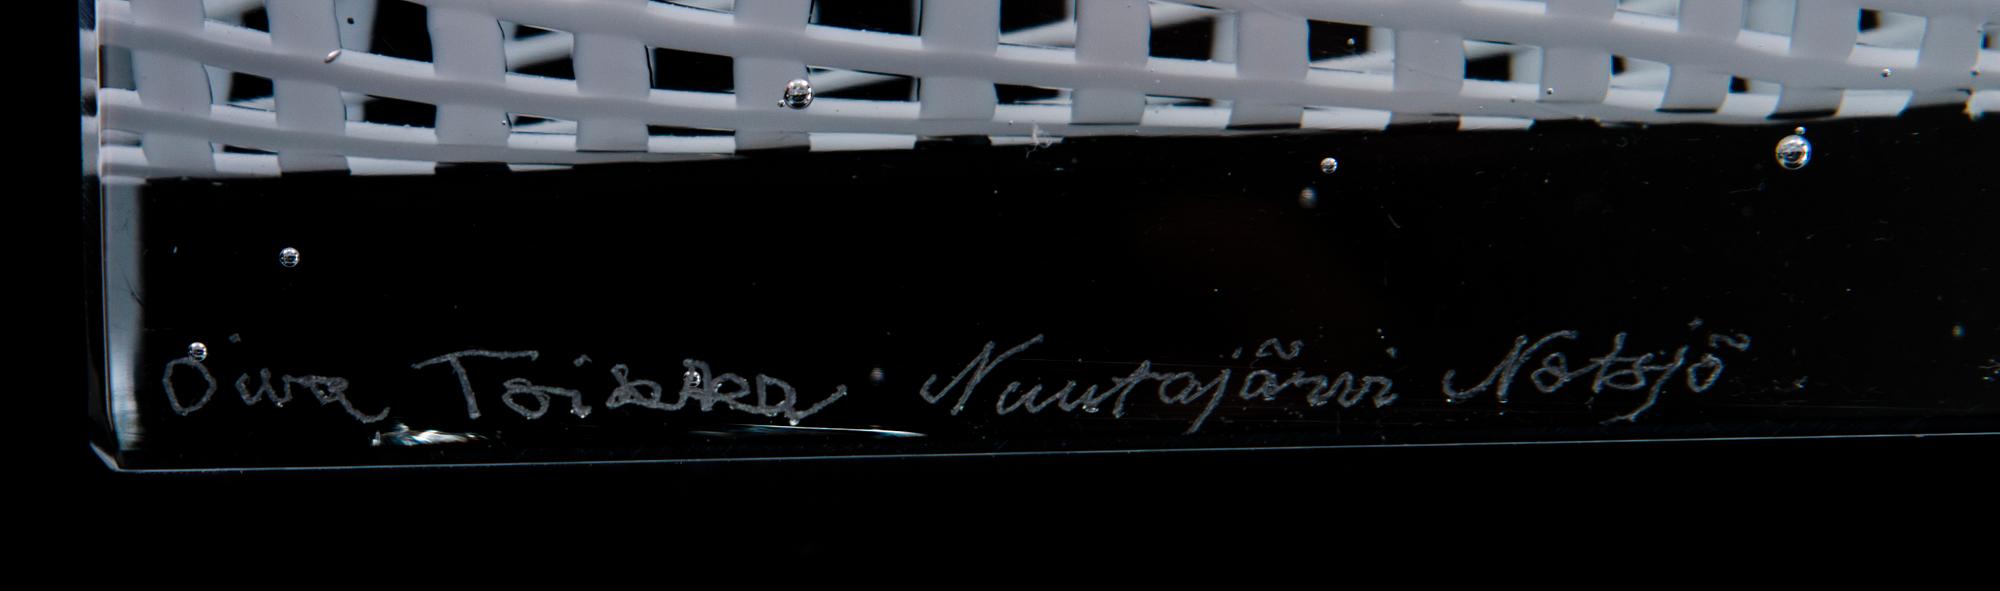 Oiva Toikka Nuutajärvi Notsjö